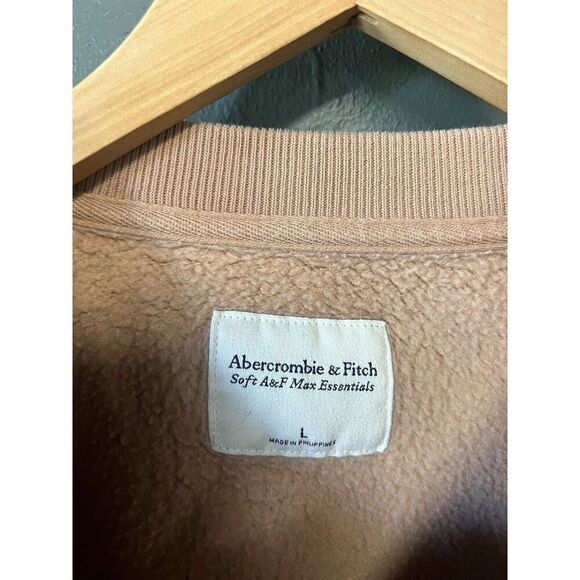 Abercrombie & Fitch
Soft A&F Max Essentials
L
MADE IN PHILIPPINES